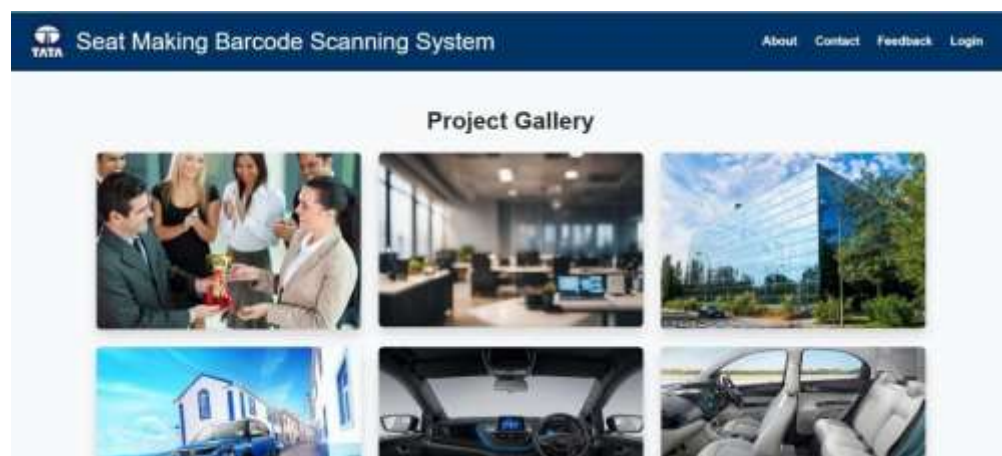 TATA
Seat Making Barcode Scanning System
About Contact Feedback Login
Project Gallery